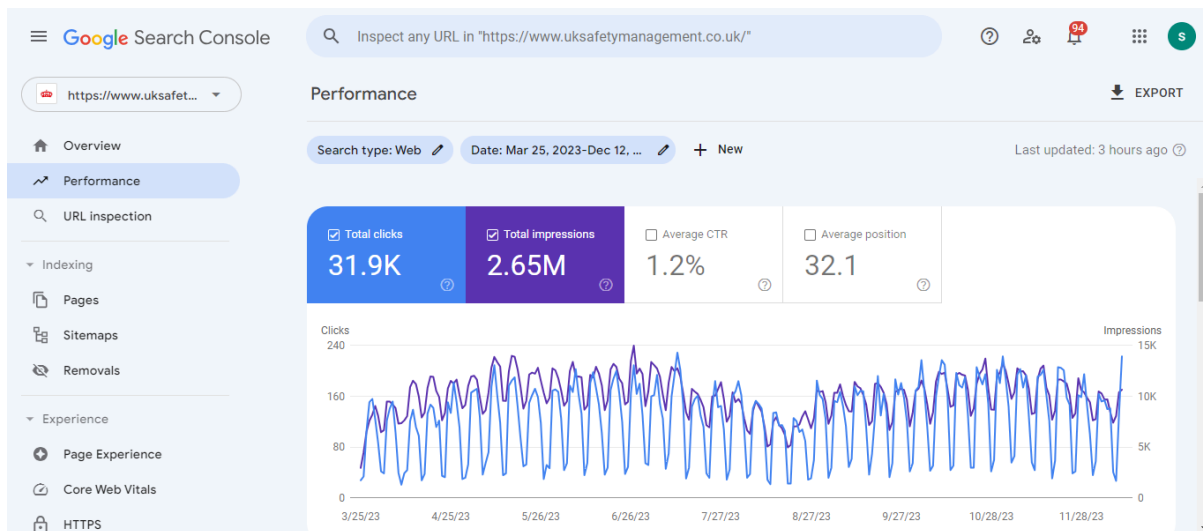 Google Search Console
Inspect any URL in "https://www.uksafetymanagement.co.uk/"
94
S
https://www.uksafet...
Performance
EXPORT
Overview
Performance
URL inspection
Indexing
Pages
Sitemaps
Removals
Experience
Page Experience
Core Web Vitals
HTTPS
Search type: Web
Date: Mar 25, 2023-Dec 12, ...
+ New
Last updated: 3 hours ago
Total clicks
31.9K
Total impressions
2.65M
Average CTR
1.2%
Average position
32.1
Clicks
Impressions
240
160
80
0
15K
10K
5K
0
3/25/23 4/25/23 5/26/23 6/26/23 7/27/23 8/27/23 9/27/23 10/28/23 11/28/23